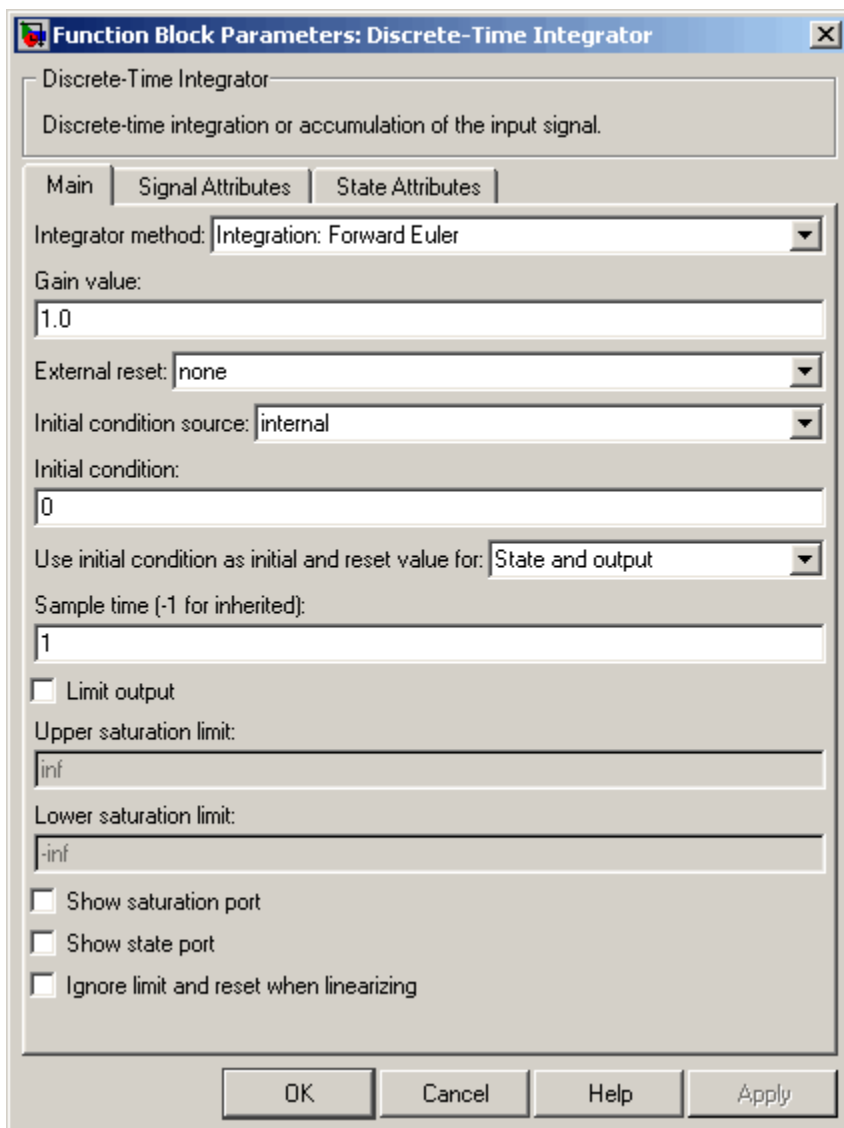 Function Block Parameters: Discrete-Time Integrator
Discrete-Time Integrator
Discrete-time integration or accumulation of the input signal.
Main Signal Attributes State Attributes
Integrator method: Integration: Forward Euler
Gain value:
1.0
External reset: none
Initial condition source: internal
Initial condition:
0
Use initial condition as initial and reset value for: State and output
Sample time (-1 for inherited):
1
Limit output
Upper saturation limit:
inf
Lower saturation limit:
-inf
Show saturation port
Show state port
Ignore limit and reset when linearizing
OK Cancel Help Apply